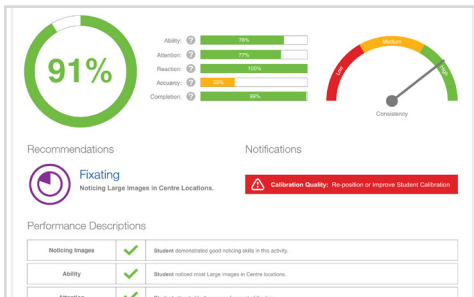 91%
Ability: ? 78%
Attention: ? 77%
Reaction: ? 100%
Accuarcy: ? 33%
Completion: ? 99%
Low
Medium
High
Consistency
Recommendations
Notifications
Fixating
Noticing Large Images in Centre Locations.
Calibration Quality: Re-position or Improve Student Calibration
Performance Descriptions
Noticing Images
Student demonstrated good noticing skills in this activity.
Ability
Student noticed most Large images in Centre locations.
Attention